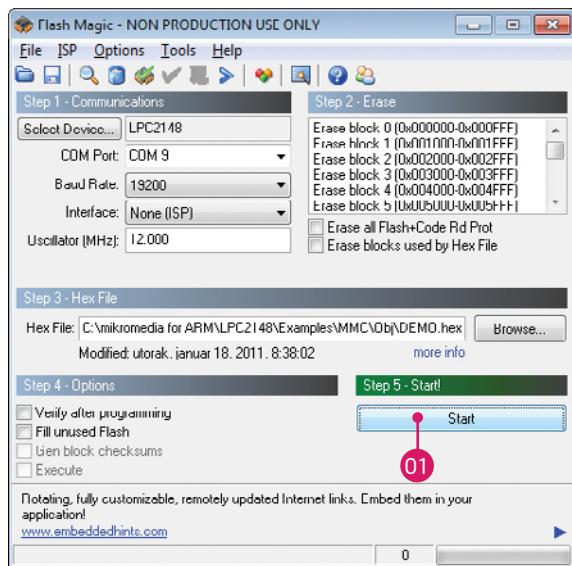 Flash Magic - NON PRODUCTION USE ONLY
File ISP Options Tools Help
Step 1 - Communications
Select Device... LPC2148
COM Port: COM 9
Baud Rate: 19200
Interface: None (ISP)
Oscillator (MHz): 12.000
Step 2 - Erase
Erase block 0 (0x000000-0x000FFF)
Erase block 1 (0x001000-0x001FFF)
Erase block 2 (0x002000-0x002FFF)
Erase block 3 (0x003000-0x003FFF)
Erase block 4 (0x004000-0x004FFF)
Erase block 5 (0x005000-0x005FFF)
Erase all Flash+Code Rd Prot
Erase blocks used by Hex File
Step 3 - Hex File
Hex File: C:\mikromedia for ARM\LPC2148\Examples\MMC\Obj\DEMO.hex Browse...
Modified: utorak, januar 18, 2011, 8:38:02 more info
Step 4 - Options
Verify after programming
Fill unused Flash
Gen block checksums
Execute
Step 5 - Start!
Start
01
Rotating, fully customizable, remotely updated Internet links. Embed them in your
application!
www.embeddedhints.com
0